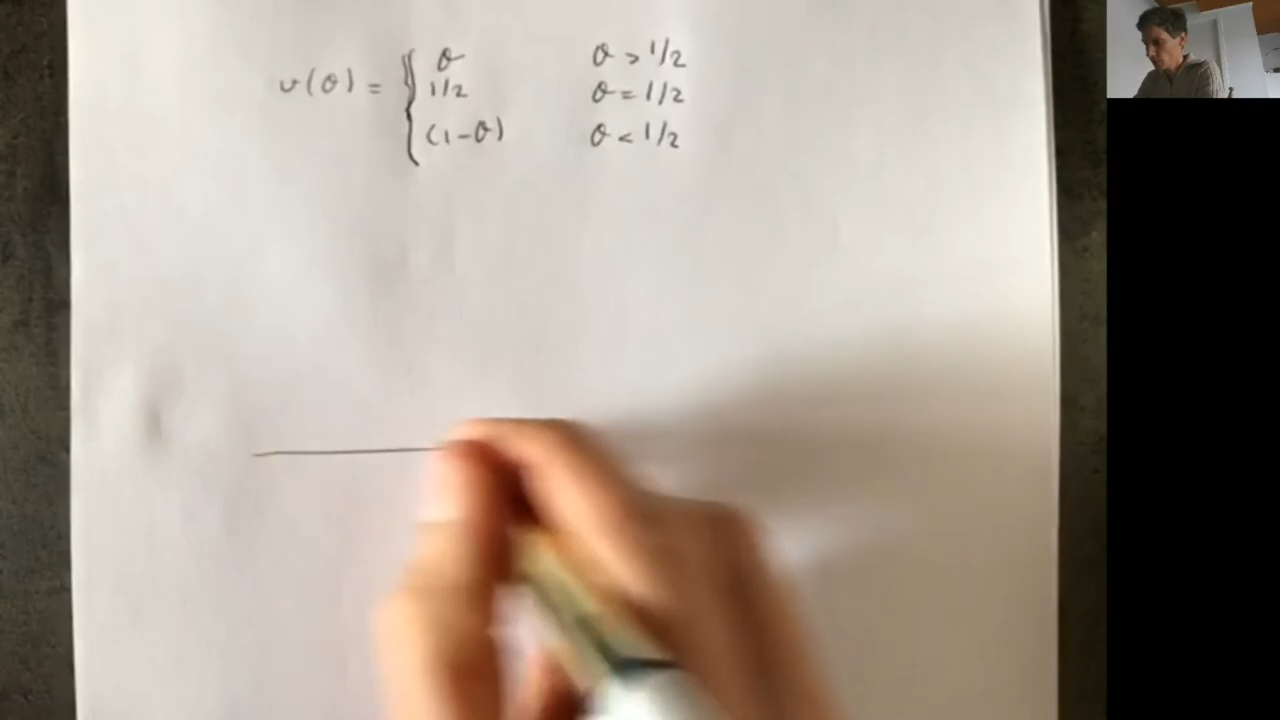 v(θ) = { θ θ > 1/2
1/2 θ = 1/2
(1-θ) θ < 1/2